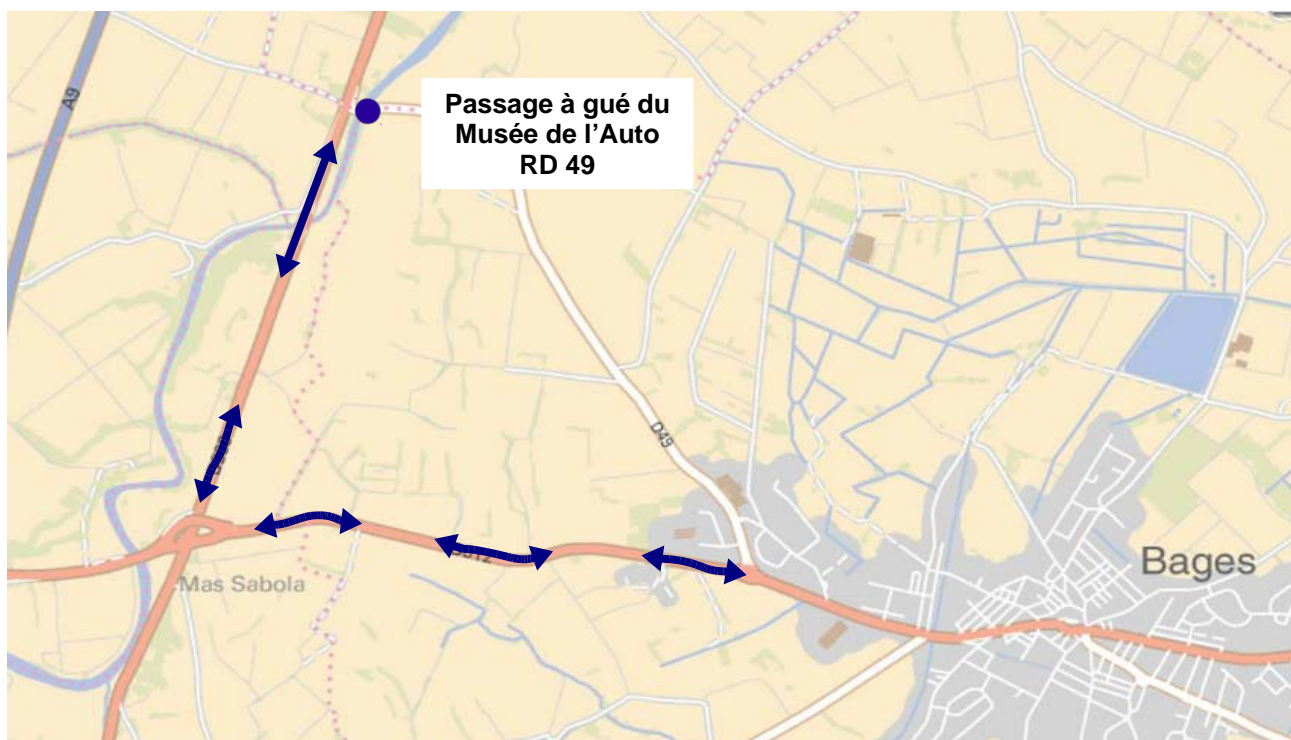 A9
Passage à gué du
Musée de l'Auto
RD 49
D49
Bages
Mas Sabola